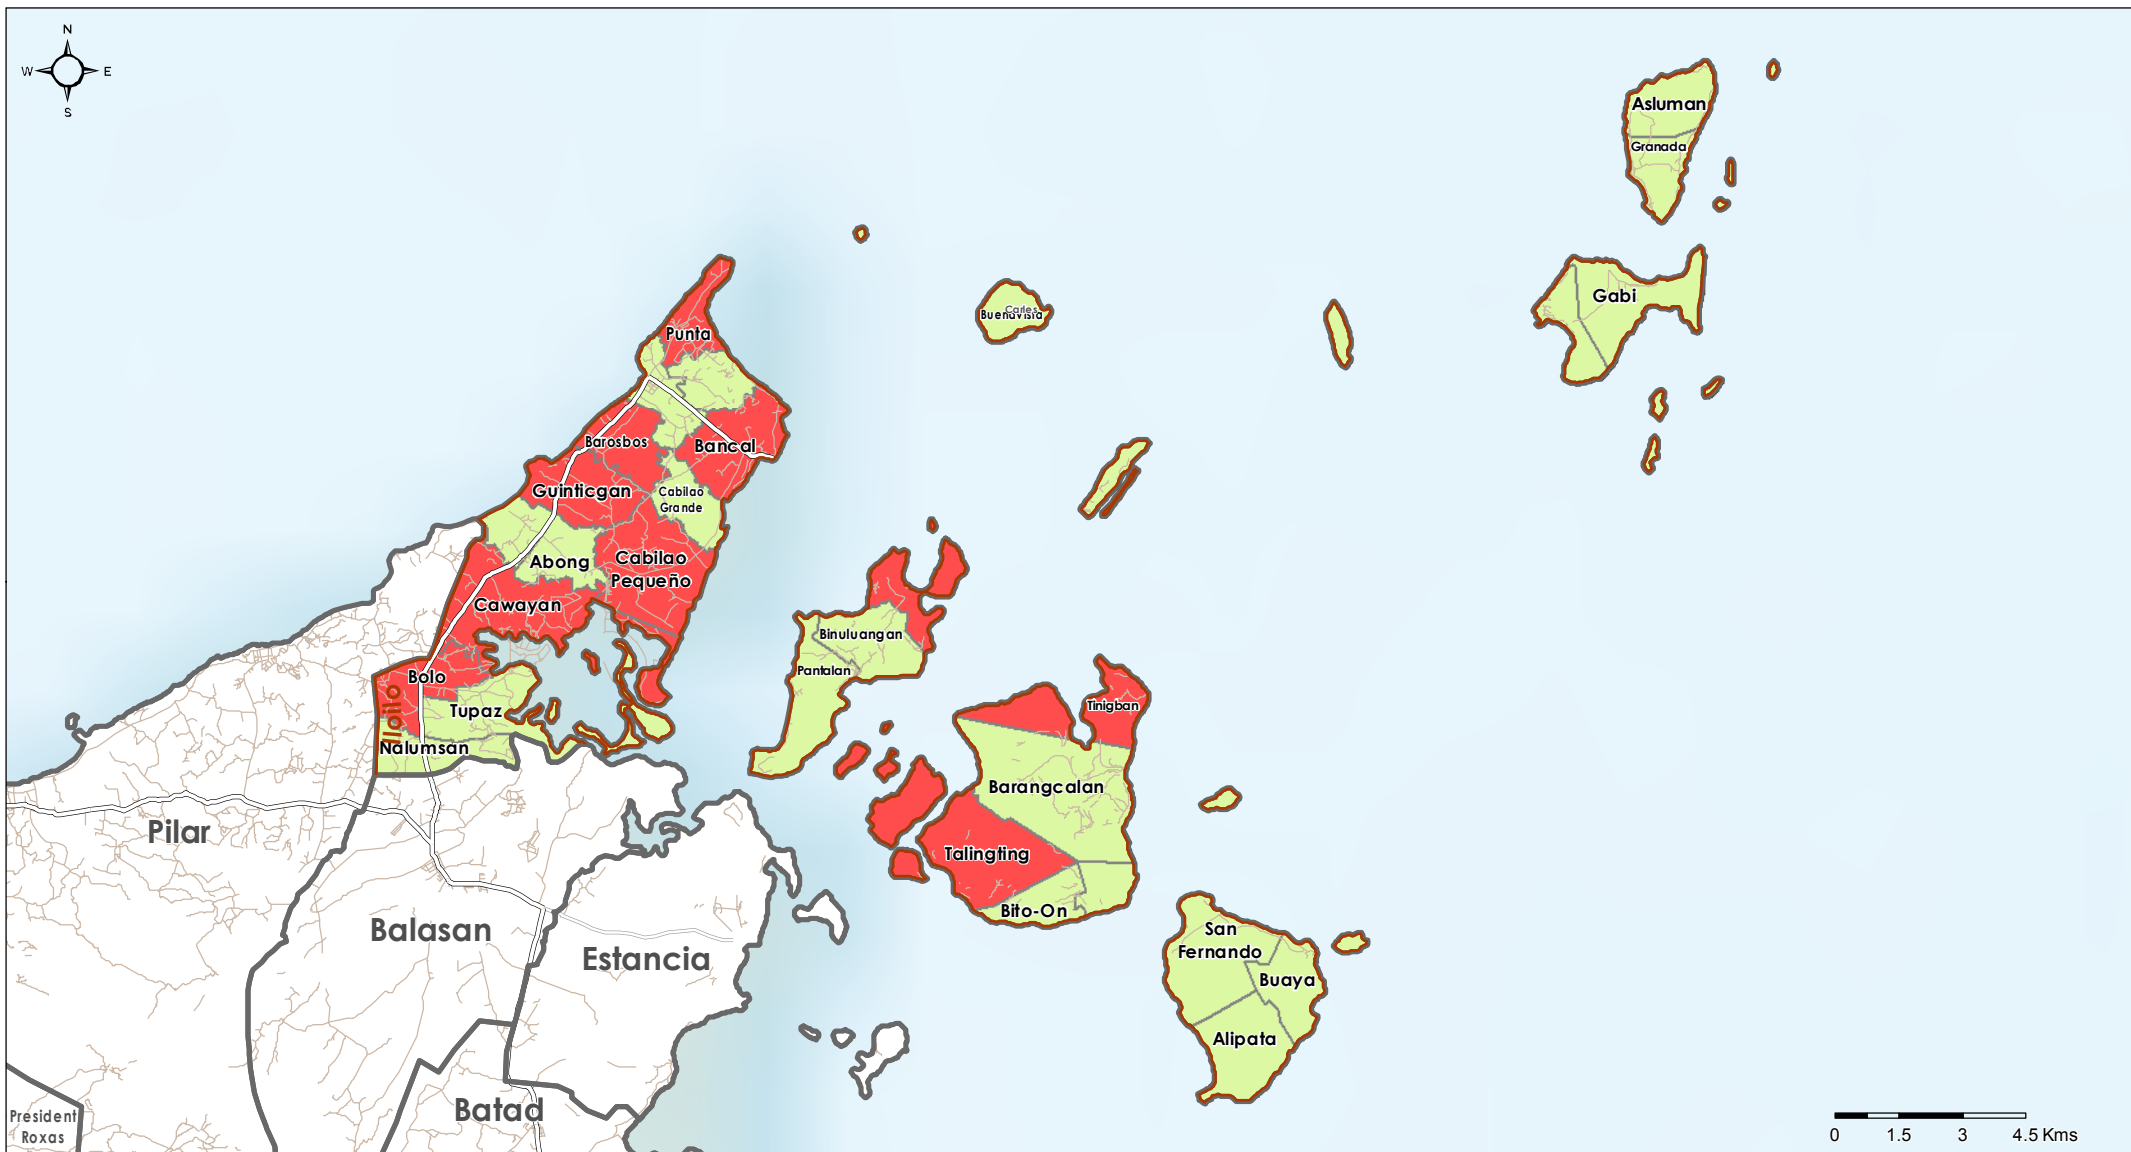 N
W E
S
Asluman
Granada
Gabi
Carles
Buenavista
Punta
Barosbos
Bancal
Guinticgan
Cabilao
Grande
Abong
Cabilao
Pequeño
Cawayan
Binuluangan
Pantalan
Bolo
Iloilo
Tupaz
Nalumsan
Tinigban
Barangcalan
Talingting
Bito-On
San
Fernando
Buaya
Alipata
Pilar
Balasan
Estancia
Batad
President
Roxas
0 1.5 3 4.5 Kms